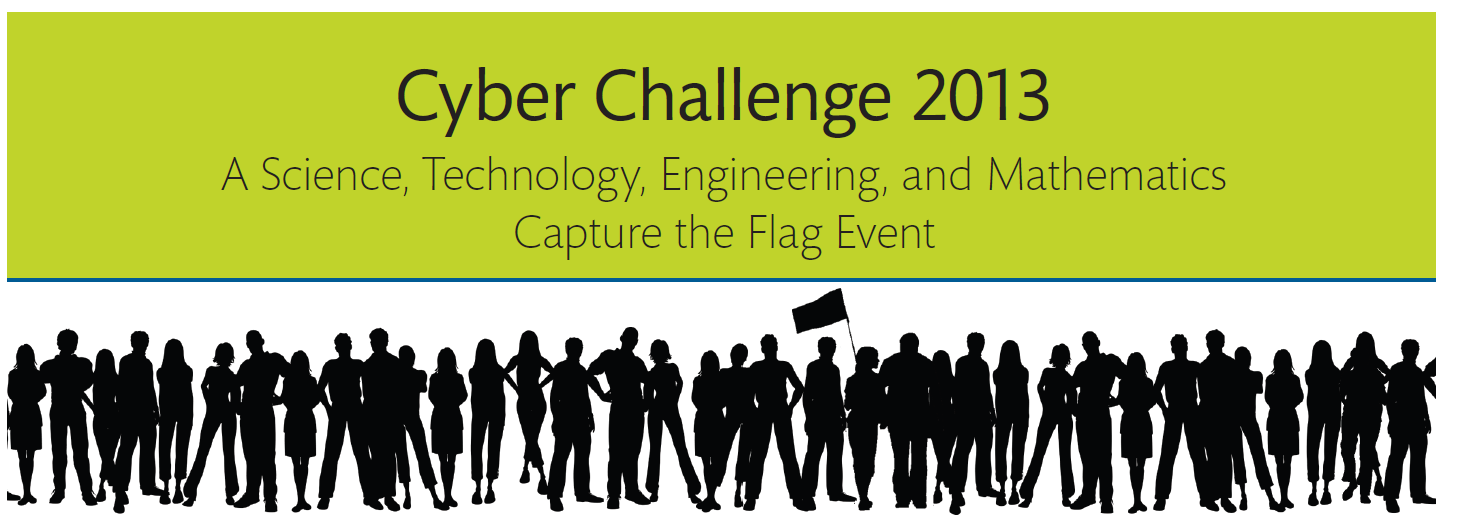 Cyber Challenge 2013
A Science, Technology, Engineering, and Mathematics
Capture the Flag Event